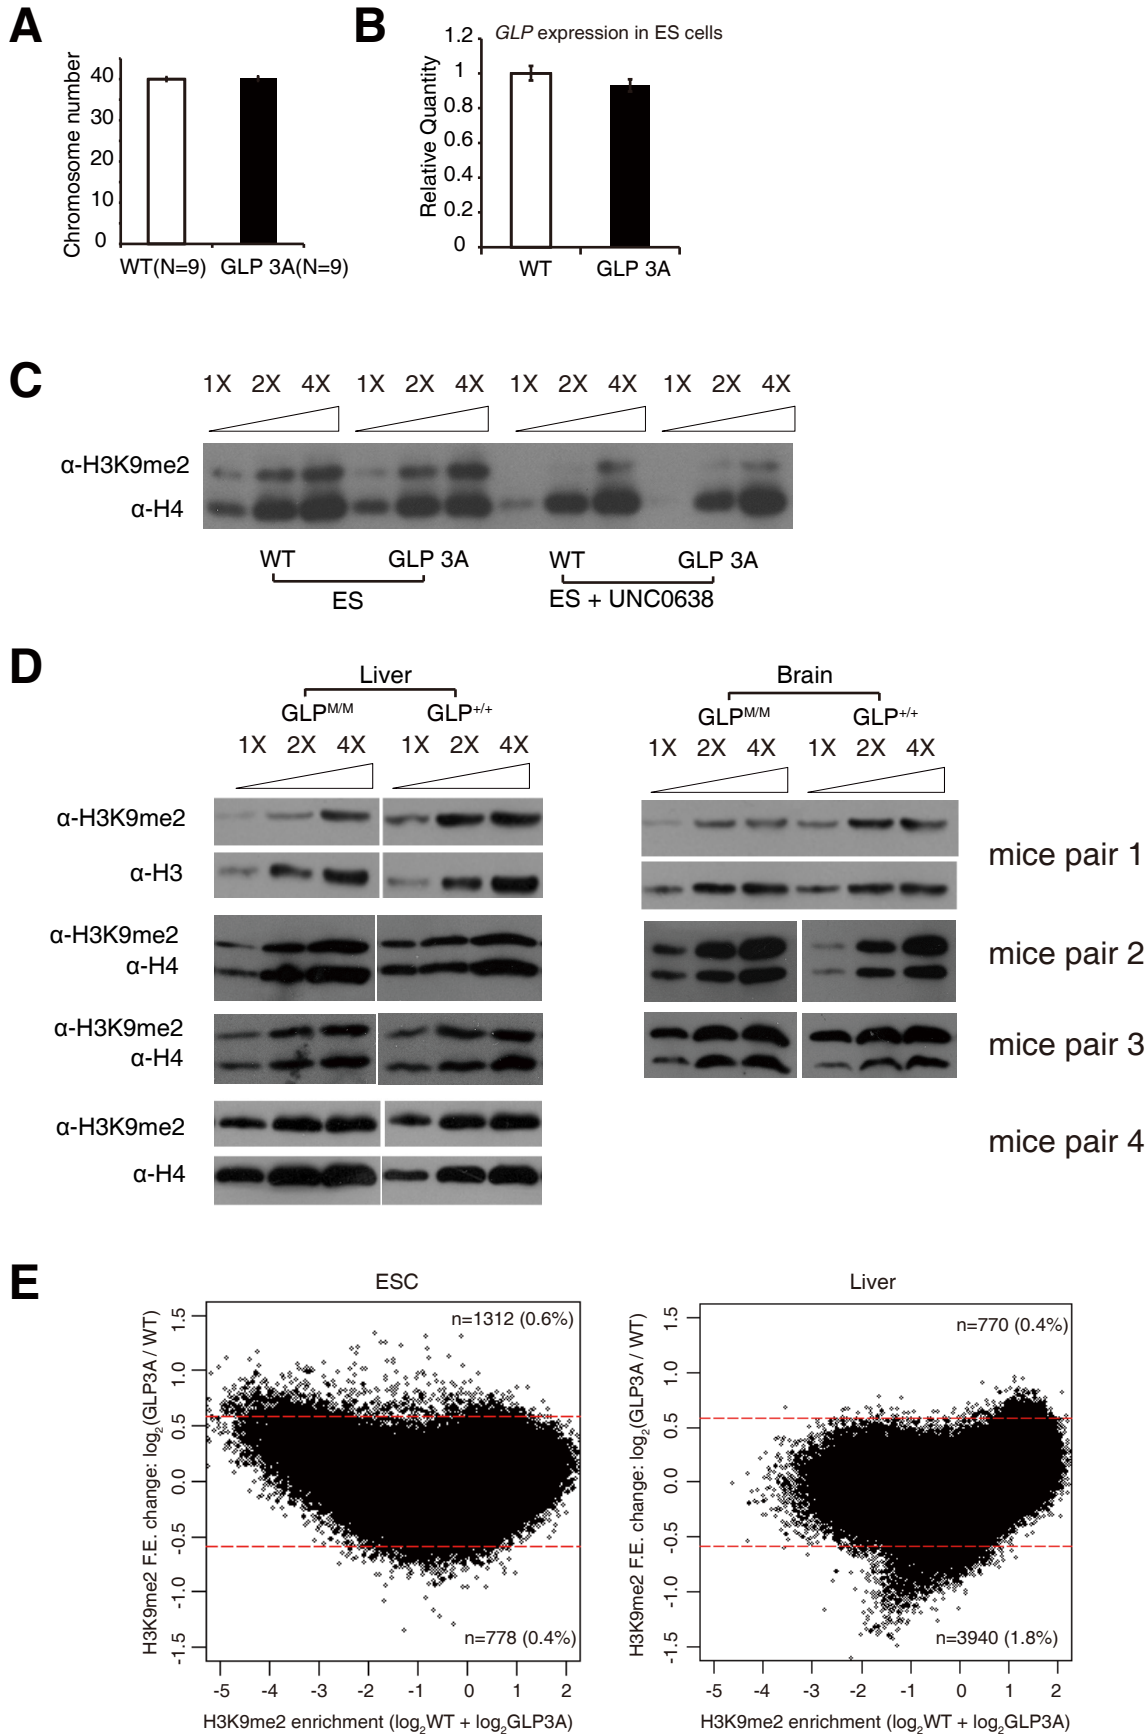 A
Chromosome number
40
30
20
10
0
WT(N=9) GLP 3A(N=9)
B
GLP expression in ES cells
Relative Quantity
1.2
1
0.8
0.6
0.4
0.2
0
WT GLP 3A
C
1X 2X 4X 1X 2X 4X 1X 2X 4X 1X 2X 4X
α-H3K9me2
α-H4
WT GLP 3A WT GLP 3A
ES ES + UNC0638
D
Liver
GLP^M/M GLP^+/+
1X 2X 4X 1X 2X 4X
Brain
GLP^M/M GLP^+/+
1X 2X 4X 1X 2X 4X
α-H3K9me2
α-H3
mice pair 1
α-H3K9me2
α-H4
mice pair 2
α-H3K9me2
α-H4
mice pair 3
α-H3K9me2
α-H4
mice pair 4
E
ESC
H3K9me2 F.E. change: log₂(GLP3A / WT)
1.5
1.0
0.5
0.0
-0.5
-1.0
-1.5
n=1312 (0.6%)
n=778 (0.4%)
-5 -4 -3 -2 -1 0 1 2
H3K9me2 enrichment (log₂WT + log₂GLP3A)
Liver
H3K9me2 F.E. change: log₂(GLP3A / WT)
1.5
1.0
0.5
0.0
-0.5
-1.0
-1.5
n=770 (0.4%)
n=3940 (1.8%)
-5 -4 -3 -2 -1 0 1 2
H3K9me2 enrichment (log₂WT + log₂GLP3A)